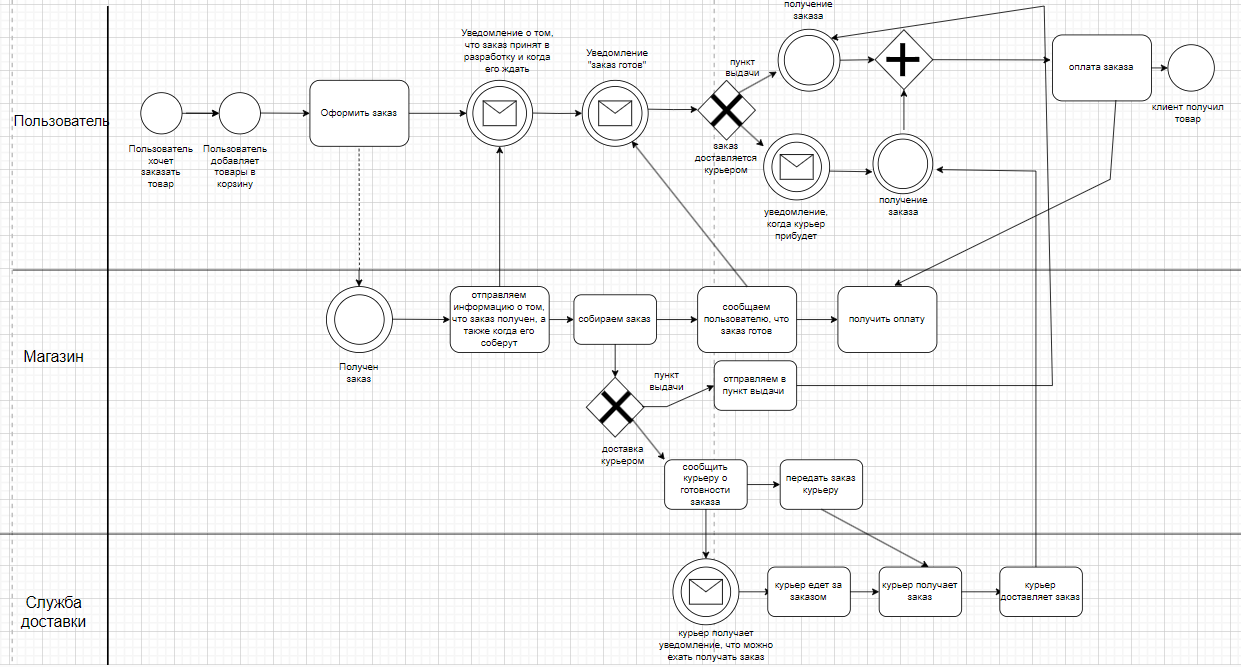 Пользователь
Пользователь
хочет
заказать
товар
Пользователь
добавляет
товары в
корзину
Оформить заказ
Уведомление о том,
что заказ принят в
разработку и когда
его ждать
Уведомление
"заказ готов"
пункт
выдачи
заказ
доставляется
курьером
получение
заказа
уведомление,
когда курьер
прибудет
получение
заказа
оплата заказа
клиент получил
товар
Магазин
Получен
заказ
отправляем
информацию о том,
что заказ получен, а
также когда его
соберут
собираем заказ
сообщаем
пользователю, что
заказ готов
получить оплату
пункт
выдачи
отправляем в
пункт выдачи
доставка
курьером
сообщить
курьеру о
готовности
заказа
передать заказ
курьеру
Служба
доставки
курьер получает
уведомление, что можно
ехать получать заказ
курьер едет за
заказом
курьер получает
заказ
курьер
доставляет заказ